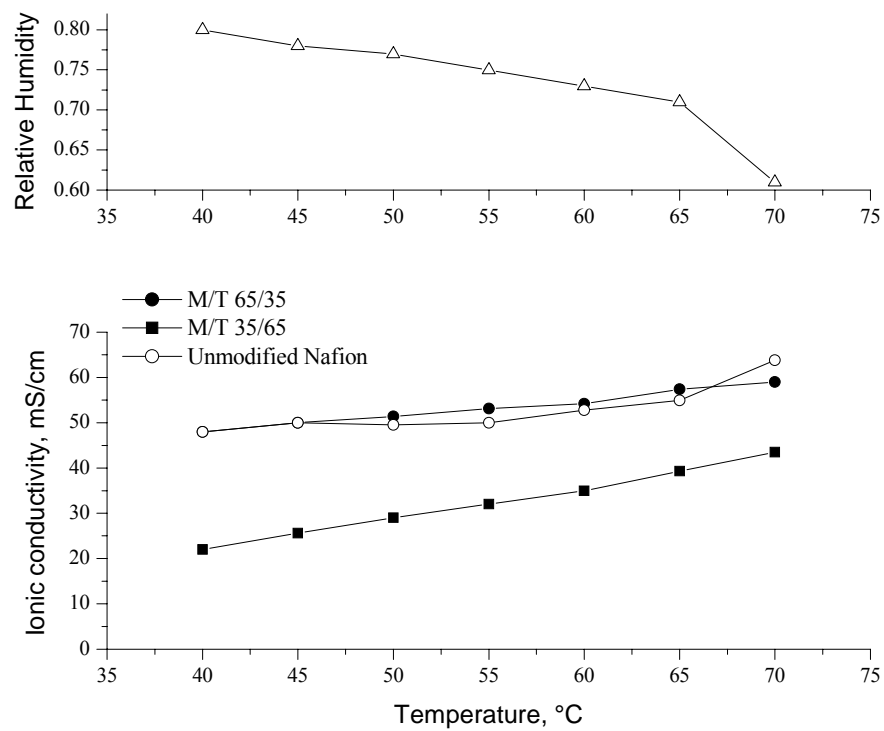 Relative Humidity
0.80
0.75
0.70
0.65
0.60
35 40 45 50 55 60 65 70 75
M/T 65/35
M/T 35/65
Unmodified Nafion
Ionic conductivity, mS/cm
70
60
50
40
30
20
10
0
35 40 45 50 55 60 65 70 75
Temperature, °C